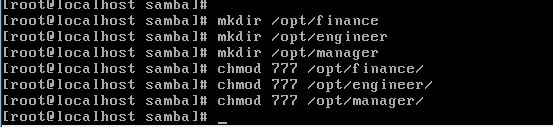 [root@localhost samba]#
[root@localhost samba]# mkdir /opt/finance
[root@localhost samba]# mkdir /opt/engineer
[root@localhost samba]# mkdir /opt/manager
[root@localhost samba]# chmod 777 /opt/finance/
[root@localhost samba]# chmod 777 /opt/engineer/
[root@localhost samba]# chmod 777 /opt/manager/
[root@localhost samba]# _